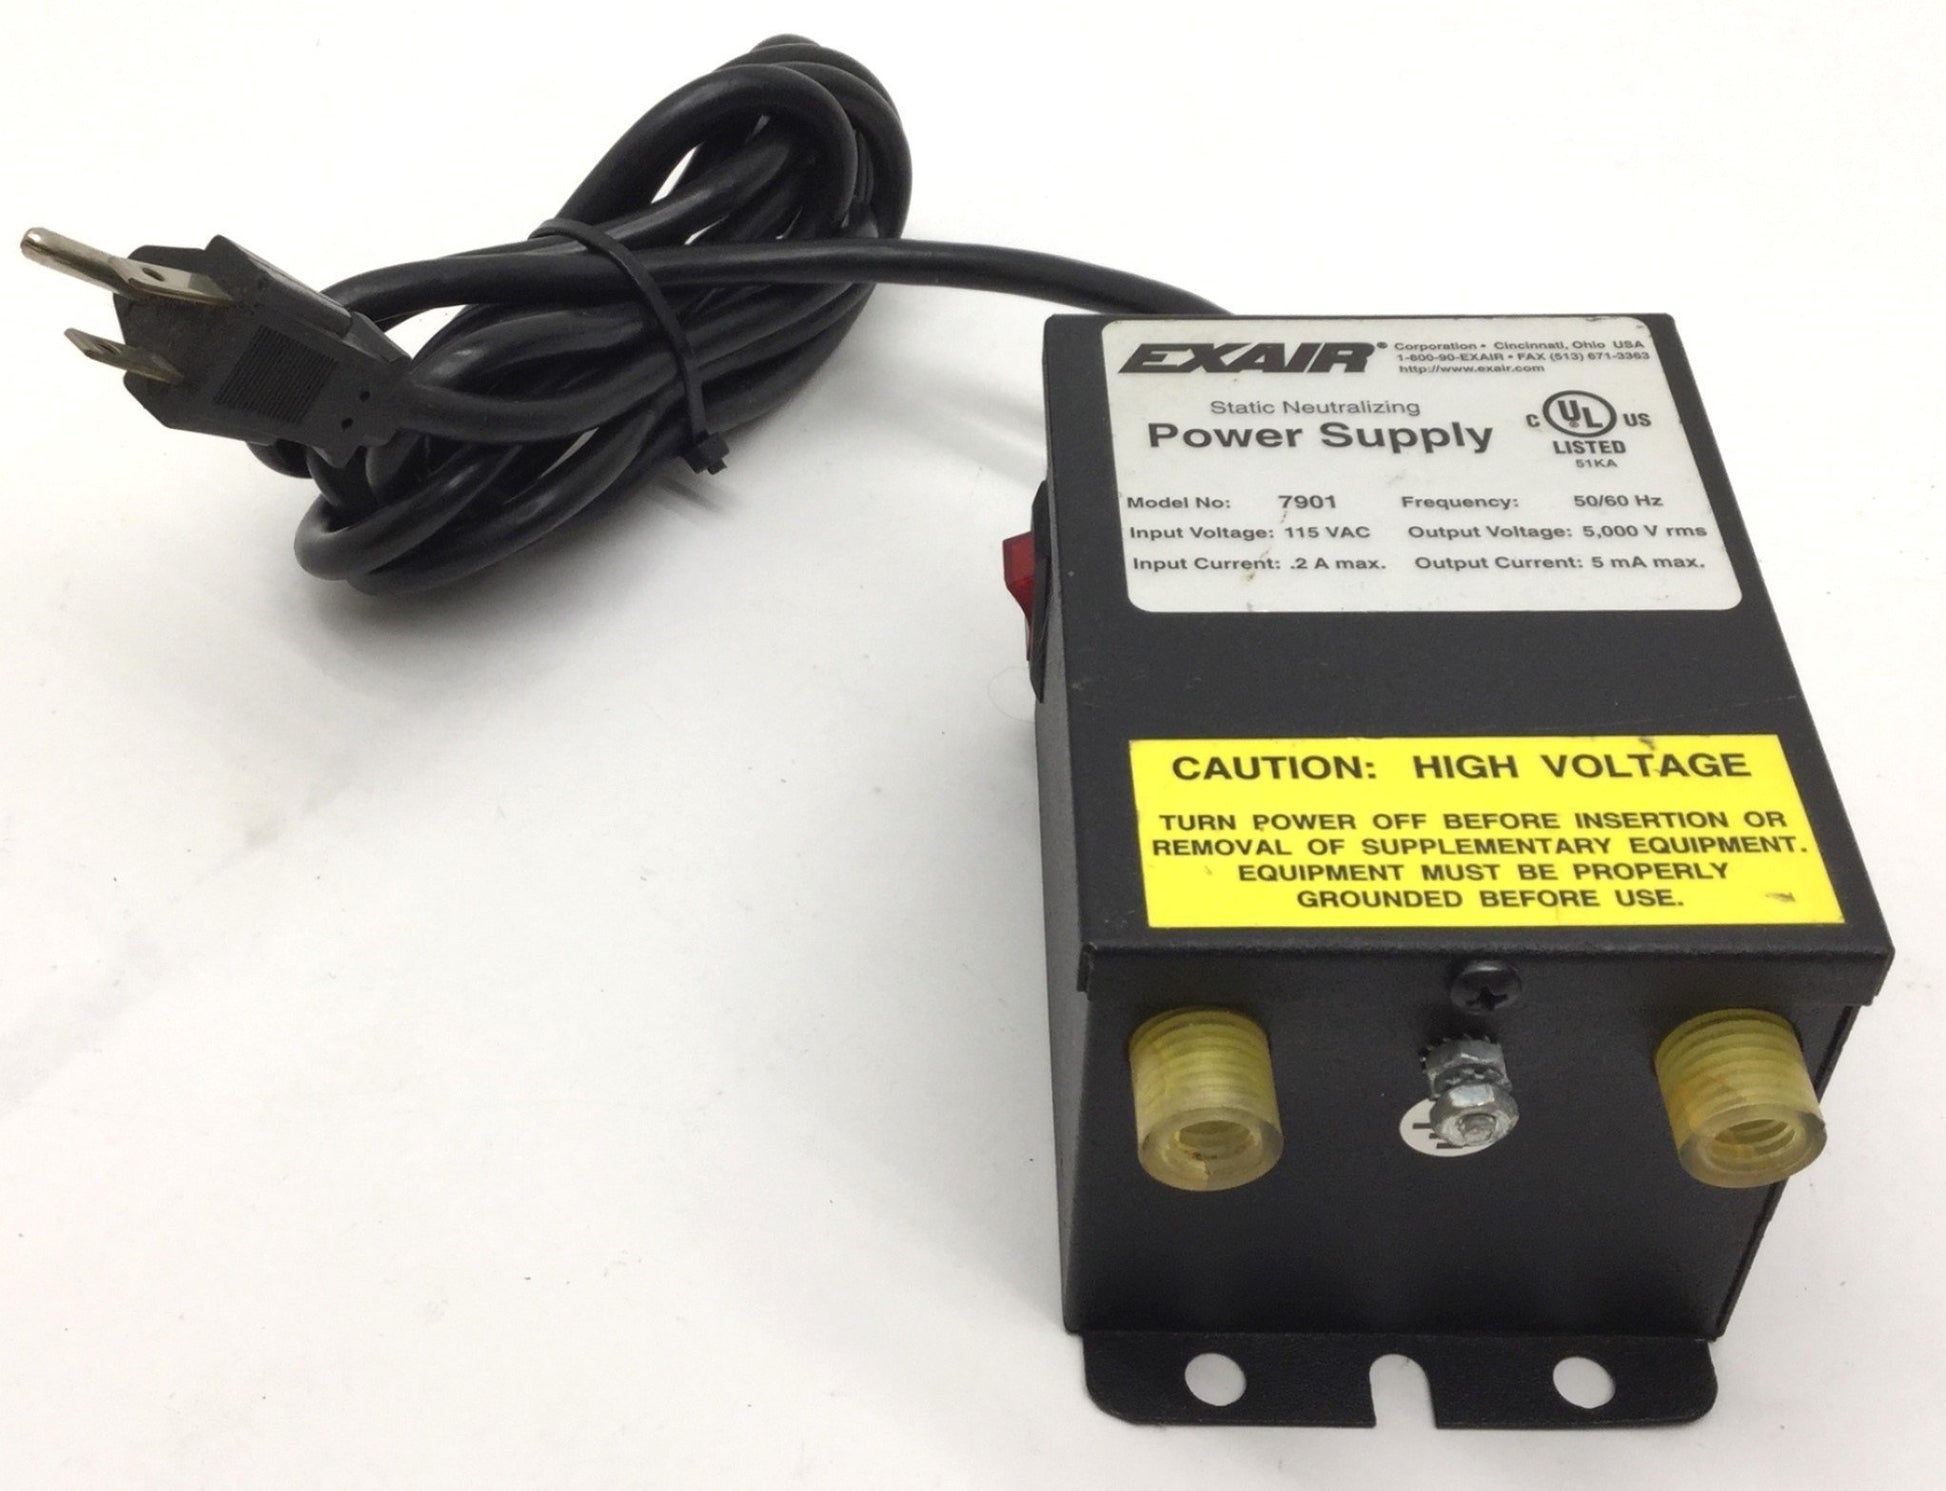 EXAIR® Corporation • Cincinnati, Ohio USA
1-800-90-EXAIR • FAX (513) 671-3363
http://www.exair.com
Static Neutralizing
Power Supply
C UL ® US
LISTED
51KA
Model No: 7901 Frequency: 50/60 Hz
Input Voltage: 115 VAC Output Voltage: 5,000 V rms
Input Current: .2 A max. Output Current: 5 mA max.
CAUTION: HIGH VOLTAGE
TURN POWER OFF BEFORE INSERTION OR
REMOVAL OF SUPPLEMENTARY EQUIPMENT.
EQUIPMENT MUST BE PROPERLY
GROUNDED BEFORE USE.